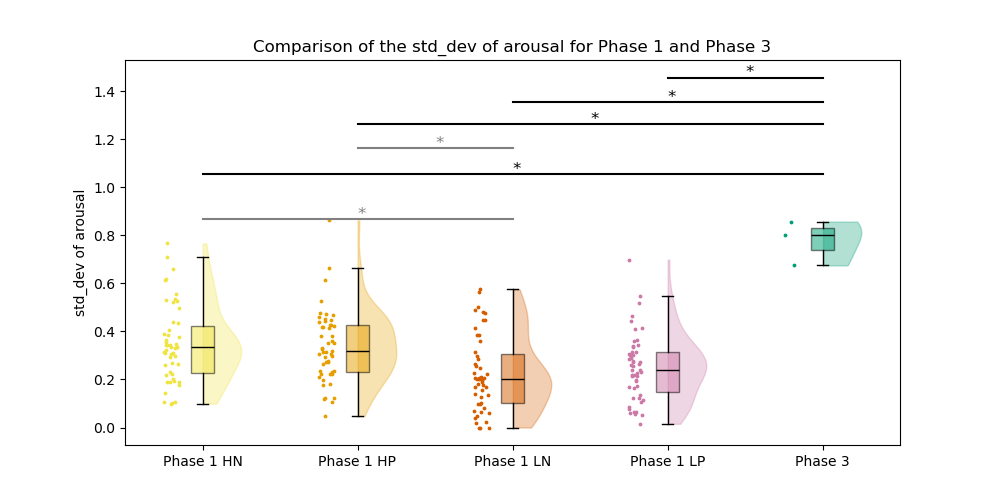 Comparison of the std_dev of arousal for Phase 1 and Phase 3
std_dev of arousal
1.4
1.2
1.0
0.8
0.6
0.4
0.2
0.0
*
*
*
*
*
*
Phase 1 HN
Phase 1 HP
Phase 1 LN
Phase 1 LP
Phase 3